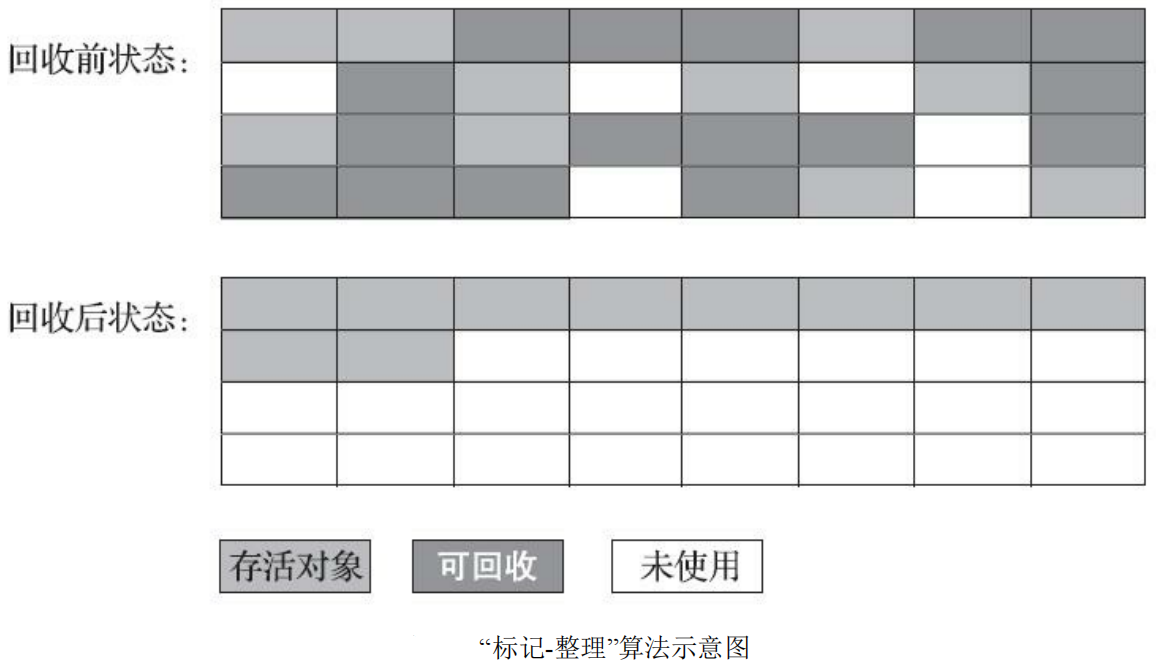 回收前状态：
回收后状态：
存活对象
可回收
未使用
“标记-整理”算法示意图